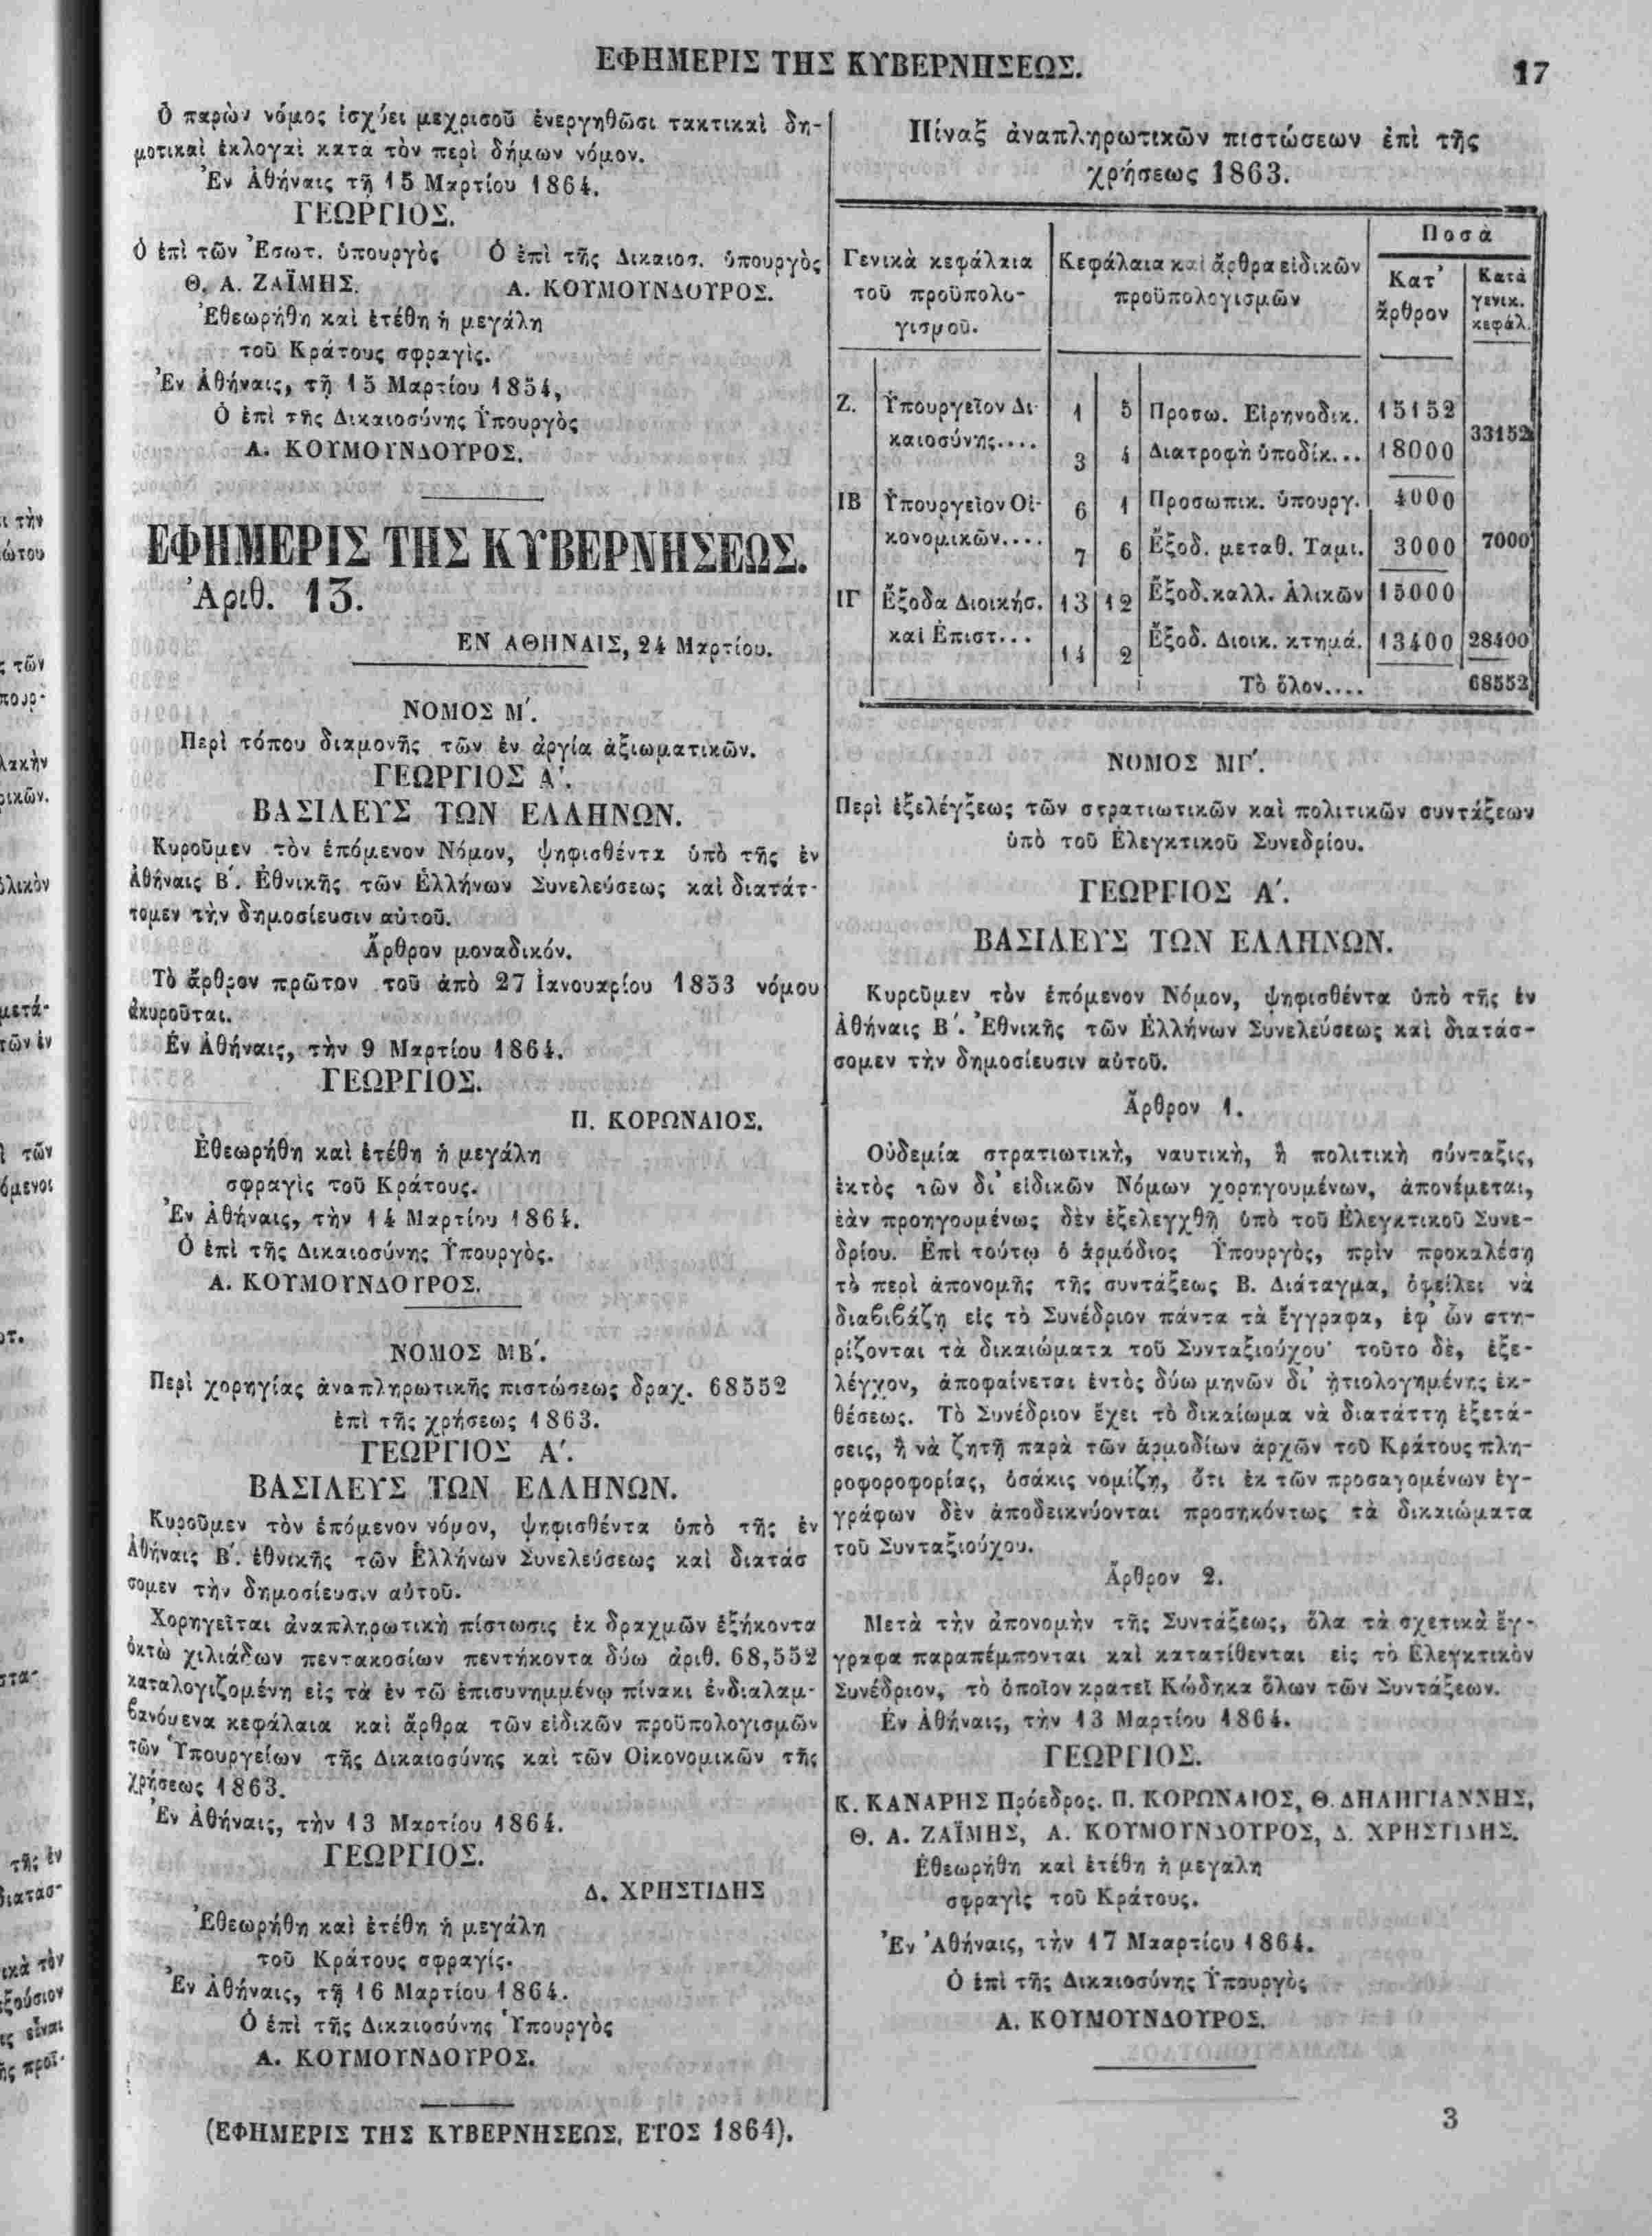 ΕΦΗΜΕΡΙΣ ΤΗΣ ΚΥΒΕΡΝΗΣΕΩΣ.
17
Ὁ παρὼν νόμος ἰσχύει μεχρισοῦ ἐνεργηθῶσι τακτικαὶ δη-
μοτικαὶ ἐκλογαὶ κατὰ τὸν περὶ δήμων νόμον.
Ἐν Ἀθήναις τῇ 15 Μαρτίου 1864.
ΓΕΩΡΓΙΟΣ.
Ὁ ἐπὶ τῶν Ἐσωτ. ὑπουργὸς Ὁ ἐπὶ τῆς Δικαιοσ. ὑπουργὸς
Θ. Α. ΖΑΪΜΗΣ. Α. ΚΟΥΜΟΥΝΔΟΥΡΟΣ.
Ἐθεωρήθη καὶ ἐτέθη ἡ μεγάλη
τοῦ Κράτους σφραγὶς.
Ἐν Ἀθήναις, τῇ 15 Μαρτίου 1854,
Ὁ ἐπὶ τῆς Δικαιοσύνης Ὑπουργὸς
Α. ΚΟΥΜΟΥΝΔΟΥΡΟΣ.
ΕΦΗΜΕΡΙΣ ΤΗΣ ΚΥΒΕΡΝΗΣΕΩΣ.
Ἀριθ. 13.
ΕΝ ΑΘΗΝΑΙΣ, 24 Μαρτίου.
ΝΟΜΟΣ Μ΄.
Περὶ τόπου διαμονῆς τῶν ἐν ἀργίᾳ ἀξιωματικῶν.
ΓΕΩΡΓΙΟΣ Α΄.
ΒΑΣΙΛΕΥΣ ΤΩΝ ΕΛΛΗΝΩΝ.
Κυροῦμεν τὸν ἑπόμενον Νόμον, ψηφισθέντα ὑπὸ τῆς ἐν
Ἀθήναις Β΄. Ἐθνικῆς τῶν Ἑλλήνων Συνελεύσεως καὶ διατάτ-
τομεν τὴν δημοσίευσιν αὐτοῦ.
Ἄρθρον μοναδικόν.
Τὸ ἄρθρον πρῶτον τοῦ ἀπὸ 27 Ἰανουαρίου 1853 νόμου
ἀκυροῦται.
Ἐν Ἀθήναις, τὴν 9 Μαρτίου 1864.
ΓΕΩΡΓΙΟΣ.
Π. ΚΟΡΩΝΑΙΟΣ.
Ἐθεωρήθη καὶ ἐτέθη ἡ μεγάλη
σφραγὶς τοῦ Κράτους.
Ἐν Ἀθήναις, τὴν 14 Μαρτίου 1864.
Ὁ ἐπὶ τῆς Δικαιοσύνης Ὑπουργὸς.
Α. ΚΟΥΜΟΥΝΔΟΥΡΟΣ.
ΝΟΜΟΣ ΜΒ΄.
Περὶ χορηγίας ἀναπληρωτικῆς πιστώσεως δραχ. 68552
ἐπὶ τῆς χρήσεως 1863.
ΓΕΩΡΓΙΟΣ Α΄.
ΒΑΣΙΛΕΥΣ ΤΩΝ ΕΛΛΗΝΩΝ.
Κυροῦμεν τὸν ἑπόμενον νόμον, ψηφισθέντα ὑπὸ τῆς ἐν
Ἀθήναις Β΄. ἐθνικῆς τῶν Ἑλλήνων Συνελεύσεως καὶ διατάσ
σομεν τὴν δημοσίευσιν αὐτοῦ.
Χορηγεῖται ἀναπληρωτικὴ πίστωσις ἐκ δραχμῶν ἑξήκοντα
ὀκτὼ χιλιάδων πεντακοσίων πεντήκοντα δύω ἀριθ. 68,552
καταλογιζομένη εἰς τὰ ἐν τῶ ἐπισυνημμένῳ πίνακι ἐνδιαλαμ-
βανόμενα κεφάλαια καὶ ἄρθρα τῶν εἰδικῶν προϋπολογισμῶν
τῶν Ὑπουργείων τῆς Δικαιοσύνης καὶ τῶν Οἰκονομικῶν τῆς
χρήσεως 1863.
Ἐν Ἀθήναις, τὴν 13 Μαρτίου 1864.
ΓΕΩΡΓΙΟΣ.
Δ. ΧΡΗΣΤΙΔΗΣ
Ἐθεωρήθη καὶ ἐτέθη ἡ μεγάλη
τοῦ Κράτους σφραγίς.
Ἐν Ἀθήναις, τῇ 16 Μαρτίου 1864.
Ὁ ἐπὶ τῆς Δικαιοσύνης Ὑπουργὸς
Α. ΚΟΥΜΟΥΝΔΟΥΡΟΣ.
(ΕΦΗΜΕΡΙΣ ΤΗΣ ΚΥΒΕΡΝΗΣΕΩΣ, ΕΤΟΣ 1864).
Πίναξ ἀναπληρωτικῶν πιστώσεων ἐπὶ τῆς
χρήσεως 1863.
Ποσὰ
Γενικὰ κεφάλαια Κεφάλαια καὶ ἄρθρα εἰδικῶν Κατ' Κατὰ
τοῦ προϋπολο- προϋπολογισμῶν ἄρθρον γενικ.
γισμοῦ. κεφάλ.
Ζ. Ὑπουργεῖον Δι- 1 5 Προσω. Εἰρηνοδικ. 15152
καιοσύνης.... 3 4 Διατροφὴ ὑποδίκ... 18000 33152
ΙΒ Ὑπουργεῖον Οἰ- 6 1 Προσωπικ. ὑπουργ. 4000
κονομικῶν.... 7 6 Ἔξοδ. μεταθ. Ταμι. 3000 7000
ΙΓ Ἔξοδα Διοικήσ. 13 12 Ἔξοδ. καλλ. Ἁλικῶν 15000
καὶ Ἐπιστ... 14 2 Ἔξοδ. Διοικ. κτημά. 13400 28400
Τὸ ὅλον.... 68552
ΝΟΜΟΣ ΜΓ΄.
Περὶ ἐξελέγξεως τῶν στρατιωτικῶν καὶ πολιτικῶν συντάξεων
ὑπὸ τοῦ Ἐλεγκτικοῦ Συνεδρίου.
ΓΕΩΡΓΙΟΣ Α΄.
ΒΑΣΙΛΕΥΣ ΤΩΝ ΕΛΛΗΝΩΝ.
Κυροῦμεν τὸν ἑπόμενον Νόμον, ψηφισθέντα ὑπὸ τῆς ἐν
Ἀθήναις Β΄. Ἐθνικῆς τῶν Ἑλλήνων Συνελεύσεως καὶ διατάσ-
σομεν τὴν δημοσίευσιν αὐτοῦ.
Ἄρθρον 1.
Οὐδεμία στρατιωτικὴ, ναυτικὴ, ἢ πολιτικὴ σύνταξις,
ἐκτὸς τῶν δι' εἰδικῶν Νόμων χορηγουμένων, ἀπονέμεται,
ἐὰν προηγουμένως δὲν ἐξελεγχθῇ ὑπὸ τοῦ Ἐλεγκτικοῦ Συνε-
δρίου. Ἐπὶ τούτῳ ὁ ἁρμόδιος Ὑπουργὸς, πρὶν προκαλέσῃ
τὸ περὶ ἀπονομῆς τῆς συντάξεως Β. Διάταγμα, ὀφείλει νὰ
διαβιβάζῃ εἰς τὸ Συνέδριον πάντα τὰ ἔγγραφα, ἐφ' ὧν στη-
ρίζονται τὰ δικαιώματα τοῦ Συνταξιούχου· τοῦτο δὲ, ἐξε-
λέγχον, ἀποφαίνεται ἐντὸς δύω μηνῶν δι' ᾐτιολογημένης ἐκ-
θέσεως. Τὸ Συνέδριον ἔχει τὸ δικαίωμα νὰ διατάττῃ ἐξετά-
σεις, ἢ νὰ ζητῇ παρὰ τῶν ἁρμοδίων ἀρχῶν τοῦ Κράτους πλη-
ροφοροφορίας, ὁσάκις νομίζῃ, ὅτι ἐκ τῶν προσαγομένων ἐγ-
γράφων δὲν ἀποδεικνύονται προσηκόντως τὰ δικαιώματα
τοῦ Συνταξιούχου.
Ἄρθρον 2.
Μετὰ τὴν ἀπονομὴν τῆς Συντάξεως, ὅλα τὰ σχετικὰ ἔγ-
γραφα παραπέμπονται καὶ κατατίθενται εἰς τὸ Ἐλεγκτικὸν
Συνέδριον, τὸ ὁποῖον κρατεῖ Κώδηκα ὅλων τῶν Συντάξεων.
Ἐν Ἀθήναις, τὴν 13 Μαρτίου 1864.
ΓΕΩΡΓΙΟΣ.
Κ. ΚΑΝΑΡΗΣ Πρόεδρος. Π. ΚΟΡΩΝΑΙΟΣ, Θ. ΔΗΛΗΓΙΑΝΝΗΣ,
Θ. Α. ΖΑΪΜΗΣ, Α. ΚΟΥΜΟΥΝΔΟΥΡΟΣ, Δ. ΧΡΗΣΤΙΔΗΣ.
Ἐθεωρήθη καὶ ἐτέθη ἡ μεγάλη
σφραγὶς τοῦ Κράτους.
Ἐν Ἀθήναις, τὴν 17 Μααρτίου 1864.
Ὁ ἐπὶ τῆς Δικαιοσύνης Ὑπουργὸς
Α. ΚΟΥΜΟΥΝΔΟΥΡΟΣ.
3